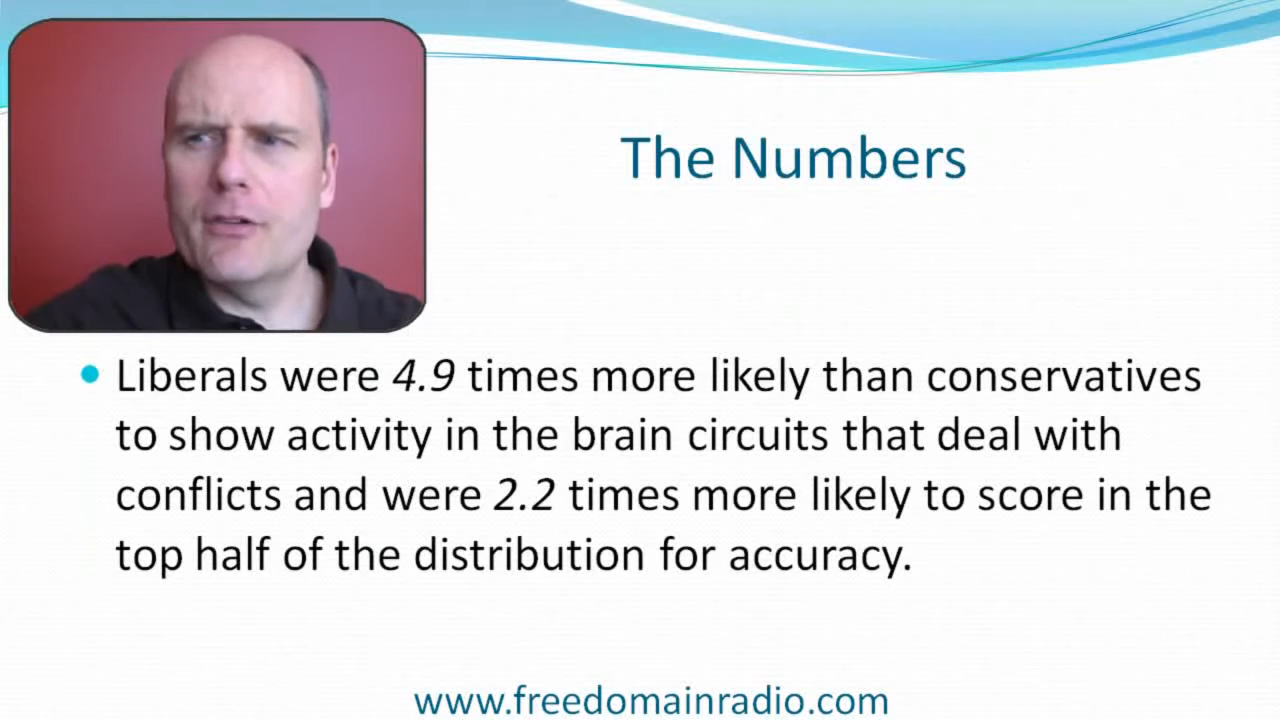 The Numbers
Liberals were 4.9 times more likely than conservatives
to show activity in the brain circuits that deal with
conflicts and were 2.2 times more likely to score in the
top half of the distribution for accuracy.
www.freedomainradio.com